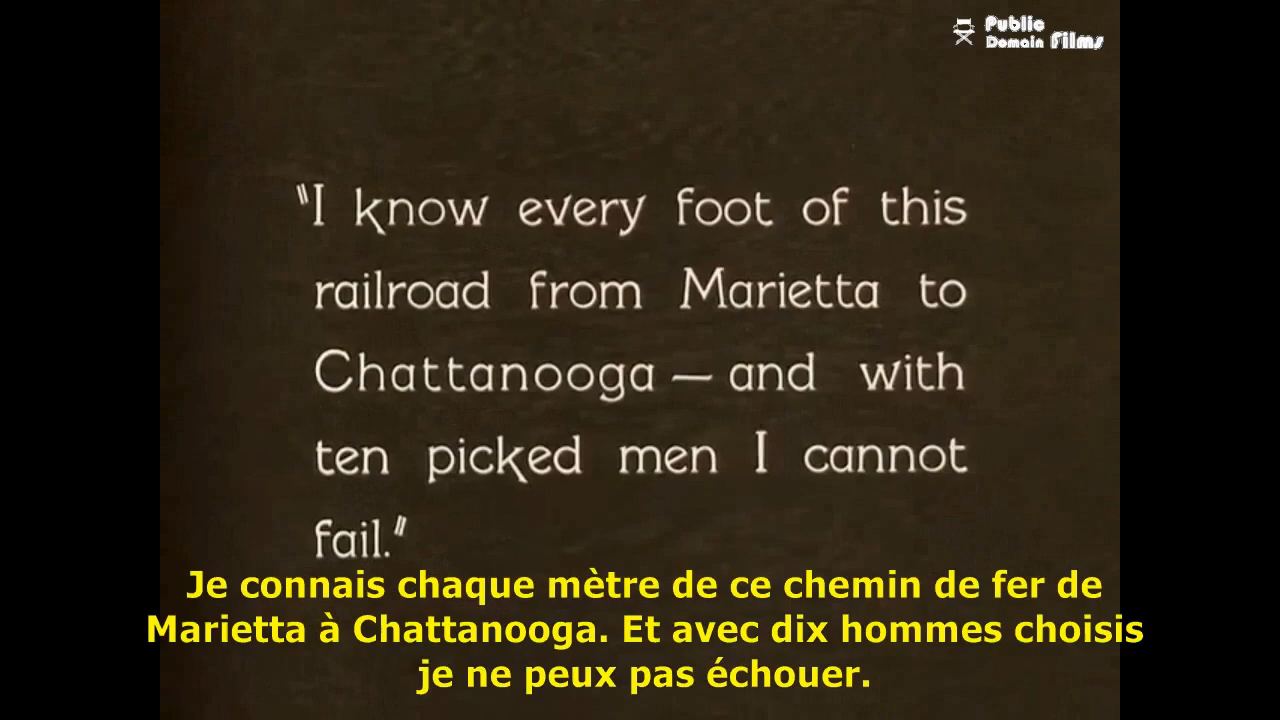 Public
Domain Films
"I know every foot of this
railroad from Marietta to
Chattanooga — and with
ten picked men I cannot
fail."
Je connais chaque mètre de ce chemin de fer de
Marietta à Chattanooga. Et avec dix hommes choisis
je ne peux pas échouer.